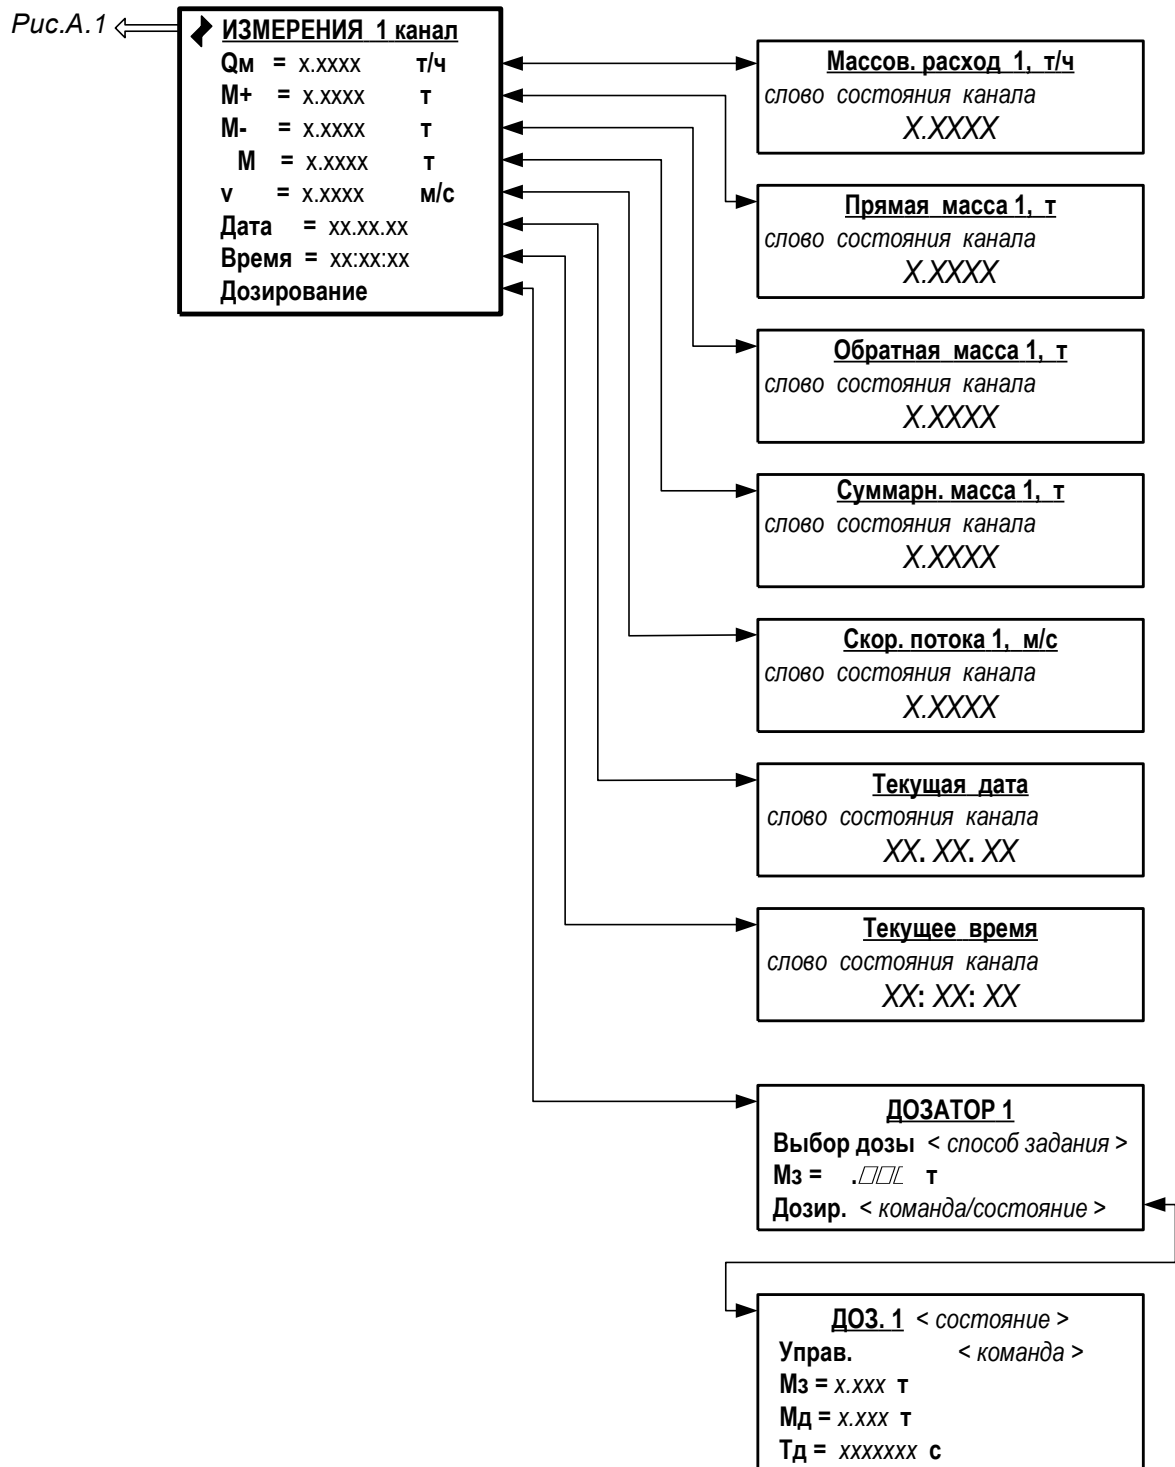 Рис.А.1
ИЗМЕРЕНИЯ 1 канал
Qм = x.xxxx т/ч
М+ = x.xxxx т
М- = x.xxxx т
М = x.xxxx т
v = x.xxxx м/с
Дата = xx.xx.xx
Время = xx:xx:xx
Дозирование
Массов. расход 1, т/ч
слово состояния канала
X.XXXX
Прямая масса 1, т
слово состояния канала
X.XXXX
Обратная масса 1, т
слово состояния канала
X.XXXX
Суммарн. масса 1, т
слово состояния канала
X.XXXX
Скор. потока 1, м/с
слово состояния канала
X.XXXX
Текущая дата
слово состояния канала
XX. XX. XX
Текущее время
слово состояния канала
XX: XX: XX
ДОЗАТОР 1
Выбор дозы < способ задания >
Мз = .□□□ т
Дозир. < команда/состояние >
ДОЗ. 1 < состояние >
Управ. < команда >
Мз = x.xxx т
Мд = x.xxx т
Тд = xxxxxxx с